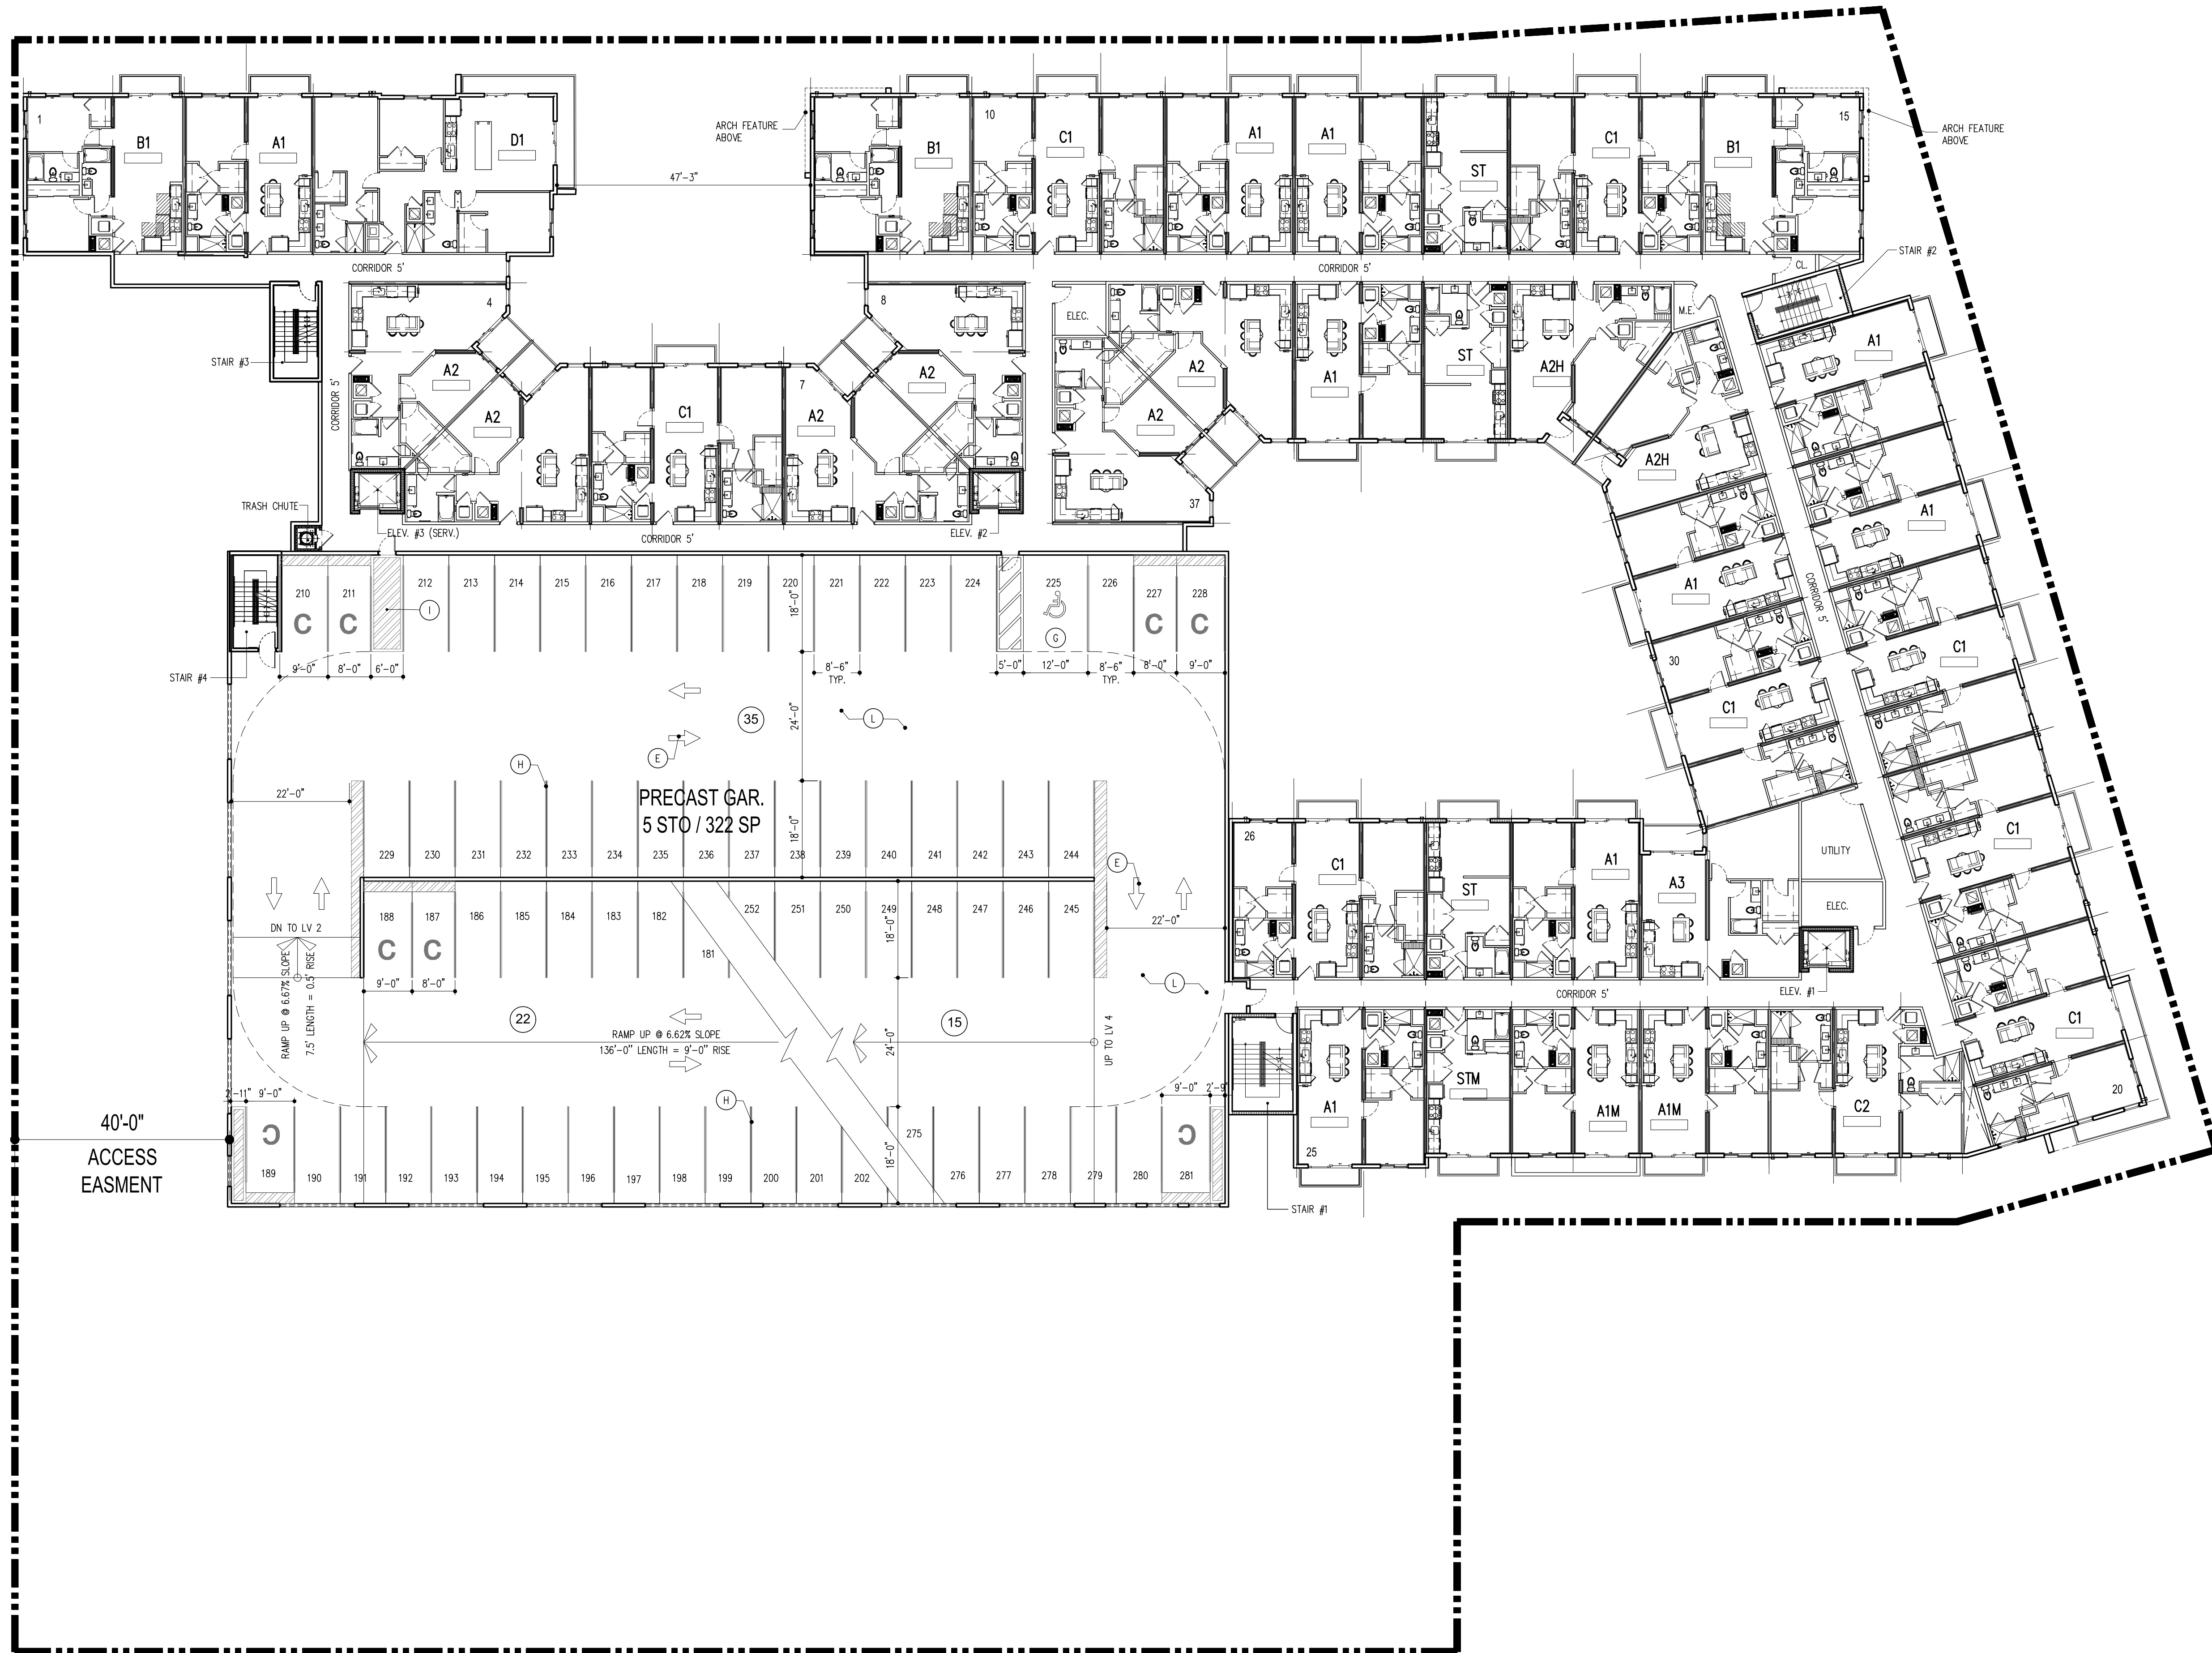 1
B1
A1
D1
47'-3"
ARCH FEATURE
ABOVE
B1
10
C1
A1
A1
ST
C1
B1
15
ARCH FEATURE
ABOVE
CORRIDOR 5'
CORRIDOR 5'
CL.
STAIR #2
4
8
ELEC.
M.E.
STAIR #3
CORRIDOR 5'
A2
A2
C1
7
A2
A2
A2
A2
A1
ST
A2H
A2H
A1
37
A1
TRASH CHUTE
ELEV. #3 (SERV.)
CORRIDOR 5'
ELEV. #2
CORRIDOR 5'
210
211
212
213
214
215
216
217
218
219
220
221
222
223
224
225
226
227
228
C
C
I
18'-0"
G
C
C
A1
30
C1
C1
9'-0"
8'-0"
6'-0"
8'-6"
TYP.
5'-0"
12'-0"
8'-6"
TYP.
8'-0"
9'-0"
STAIR #4
35
24'-0"
L
E
H
22'-0"
PRECAST GAR.
5 STO / 322 SP
18'-0"
229
230
231
232
233
234
235
236
237
238
239
240
241
242
243
244
E
26
C1
ST
A1
A3
UTILITY
ELEC.
C1
188
187
186
185
184
183
182
181
252
251
250
249
248
247
246
245
C
C
18'-0"
22'-0"
DN TO LV 2
RAMP UP @ 6.67% SLOPE
7.5' LENGTH = 0.5' RISE
9'-0"
8'-0"
L
CORRIDOR 5'
ELEV. #1
22
15
RAMP UP @ 6.62% SLOPE
136'-0" LENGTH = 9'-0" RISE
24'-0"
UP TO LV 4
C1
20
2'-11"
9'-0"
H
9'-0"
2'-9"
A1
25
STM
A1M
A1M
C2
40'-0"
ACCESS
EASMENT
C
189
190
191
192
193
194
195
196
197
198
199
200
201
202
18'-0"
275
276
277
278
279
280
281
C
STAIR #1